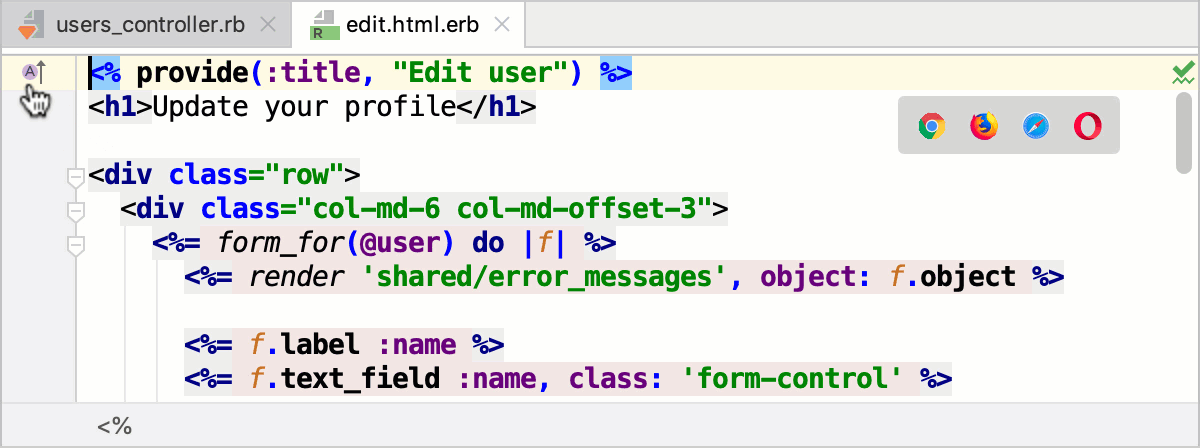 users_controller.rb
edit.html.erb
<% provide(:title, "Edit user") %>
<h1>Update your profile</h1>
<div class="row">
<div class="col-md-6 col-md-offset-3">
<%= form_for(@user) do |f| %>
<%= render 'shared/error_messages', object: f.object %>
<%= f.label :name %>
<%= f.text_field :name, class: 'form-control' %>
<%